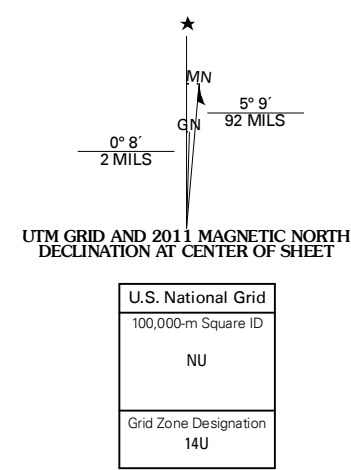 MN
GN
5° 9´
92 MILS
0° 8´
2 MILS
UTM GRID AND 2011 MAGNETIC NORTH
DECLINATION AT CENTER OF SHEET
U.S. National Grid
100,000-m Square ID
NU
Grid Zone Designation
14U